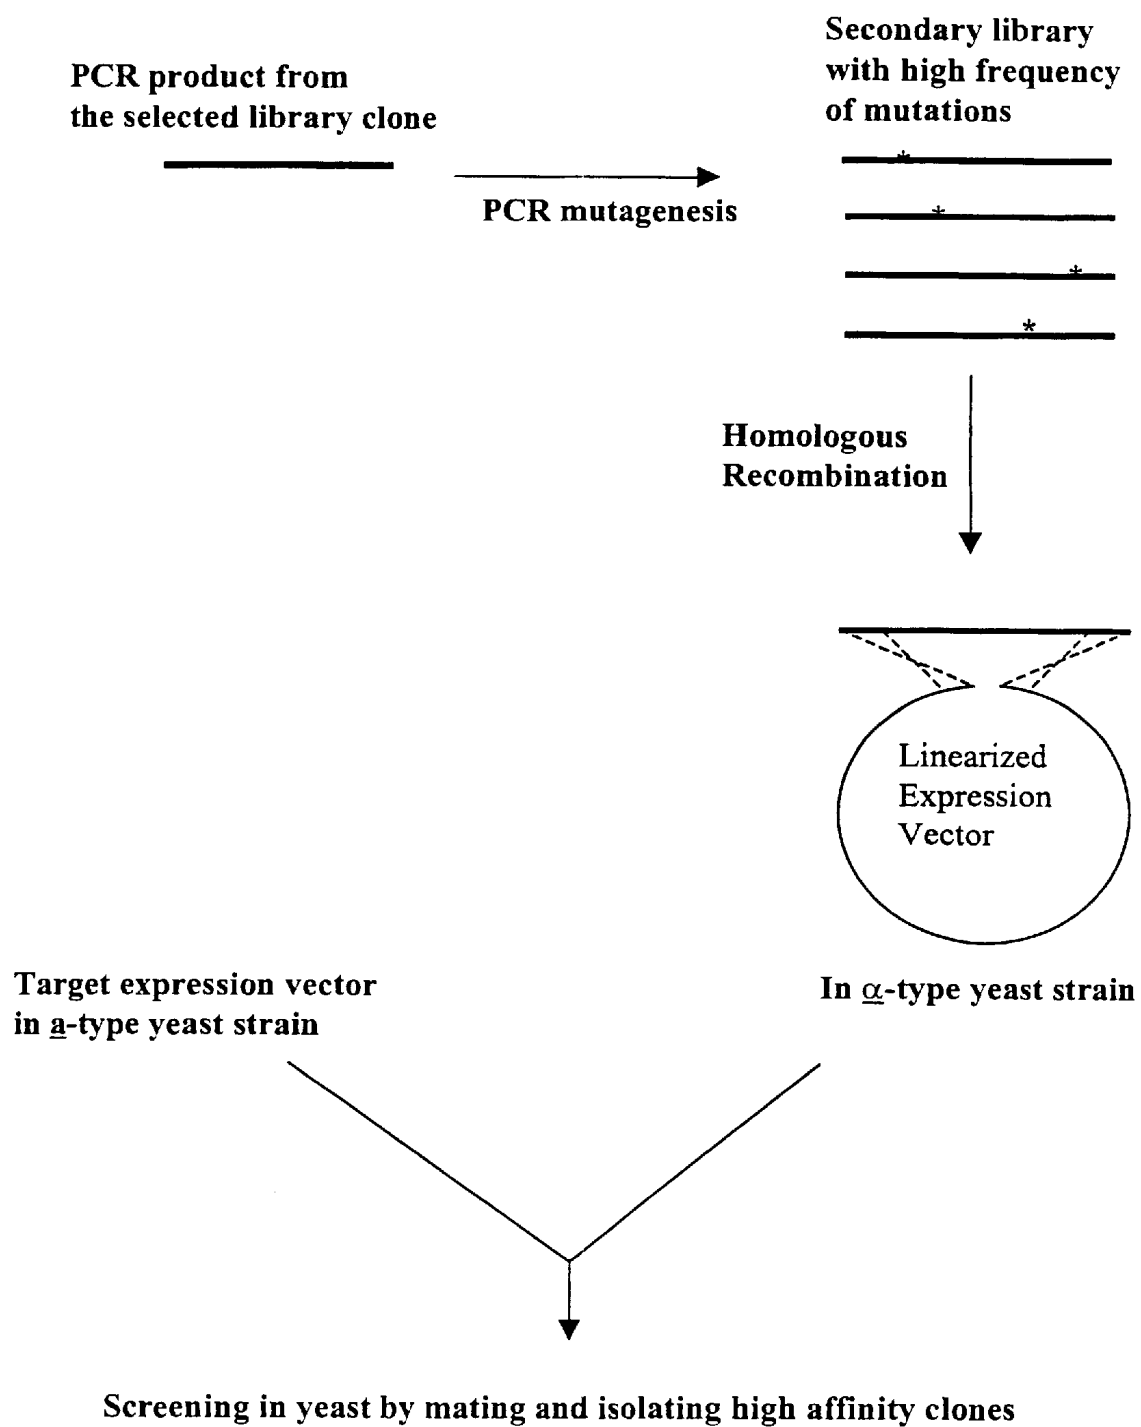 PCR product from
the selected library clone
PCR mutagenesis
Secondary library
with high frequency
of mutations
*
*
*
*
Homologous
Recombination
Linearized
Expression
Vector
Target expression vector
in a-type yeast strain
In α-type yeast strain
Screening in yeast by mating and isolating high affinity clones